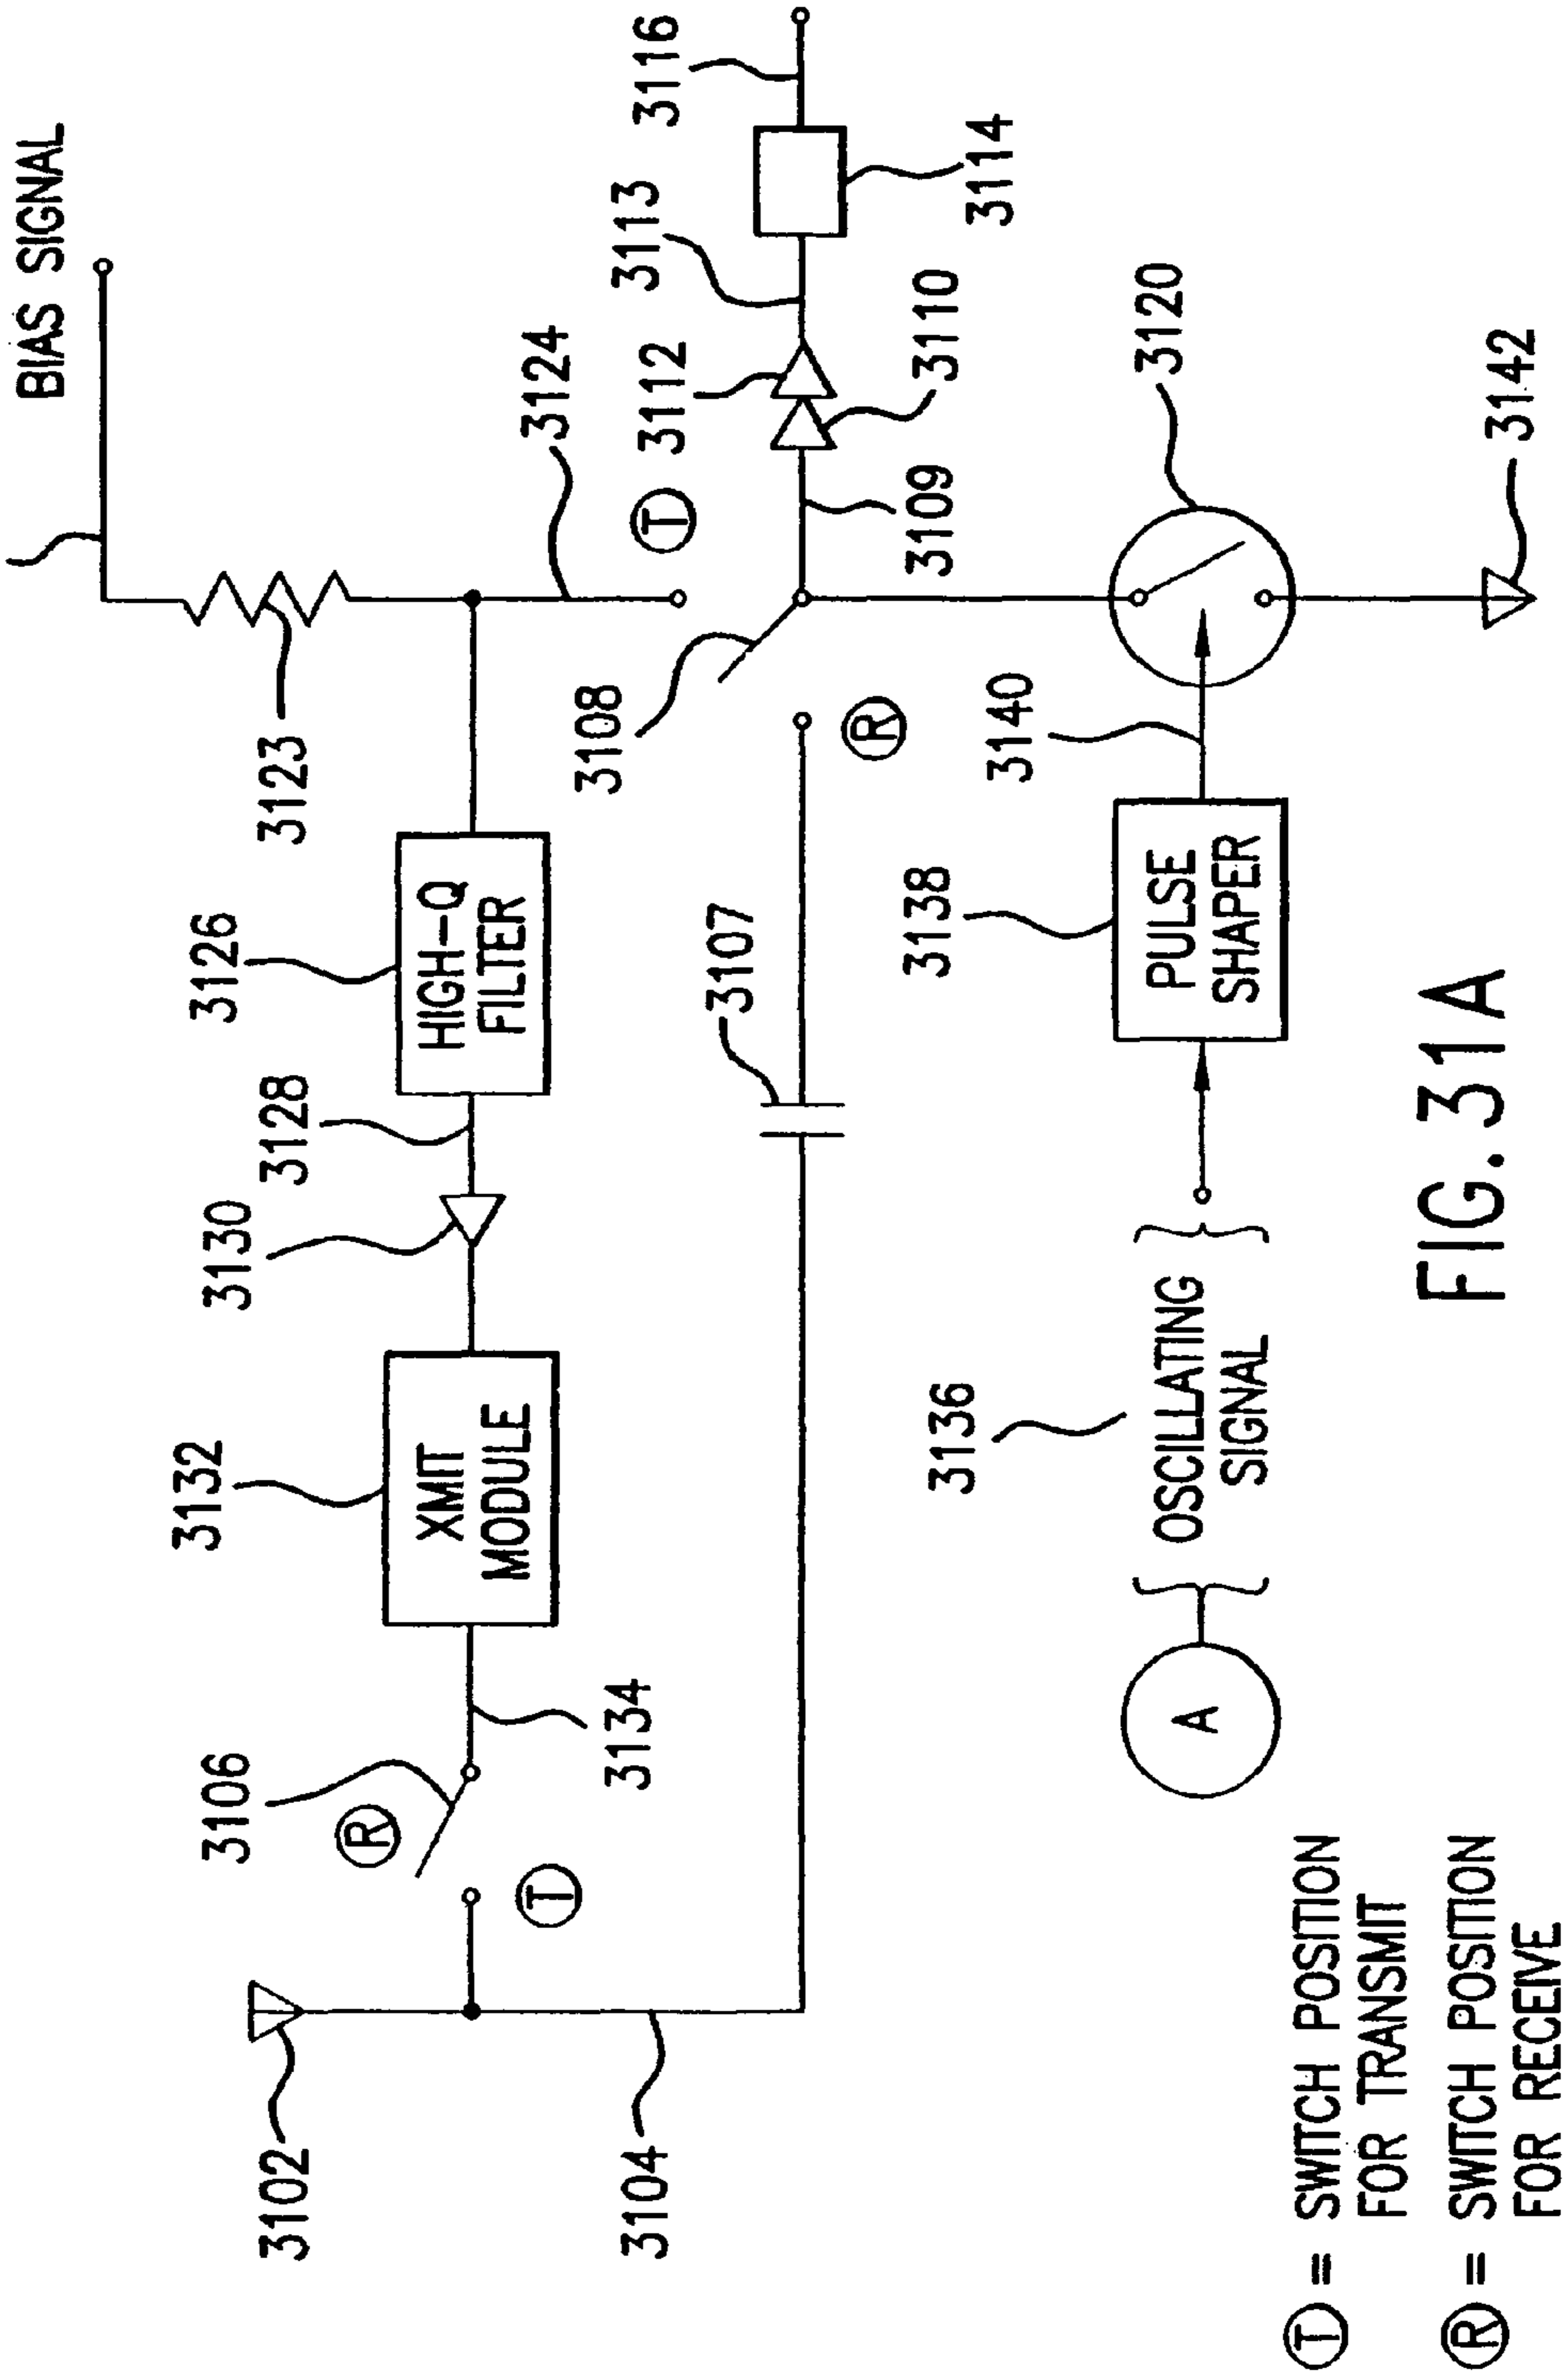 BIAS SIGNAL
3132
3126
3106
3130
3102
3128
3123
R
XMIT
MODULE
HIGH-Q
FILTER
T
3124
3108
3104
3134
T
3112
3113
3116
3107
R
3109
3110
3114
3136
3138
3140
3120
A
OSCILLATING
SIGNAL
PULSE
SHAPER
3142
T = SWITCH POSITION
FOR TRANSMIT
R = SWITCH POSITION
FOR RECEIVE
FIG. 31A